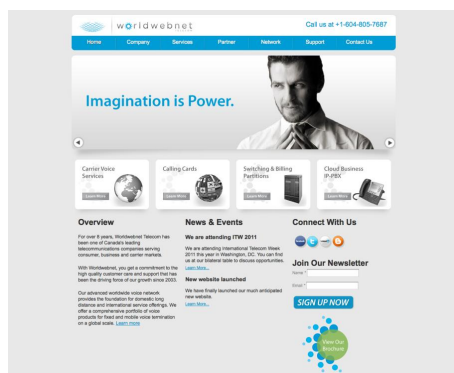 worldwebnet
Call us at +1-604-805-7687
Home Company Services Partner Network Support Contact Us
Imagination is Power.
Carrier Voice
Services
Learn More
Calling Cards
Learn More
Switching & Billing
Partitions
Learn More
Cloud Business
IP-PBX
Learn More
Overview
For over 8 years, Worldwebnet Telecom has
been one of Canada's leading
telecommunications companies serving
consumer, business and carrier markets.
With Worldwebnet, you get a commitment to the
high quality customer service and support that has
been the driving force of our growth since 2003.
Our advanced worldwide voice network
provides the foundation for domestic long
distance and international service offerings. We
offer a comprehensive portfolio of voice
products for fixed and mobile voice termination
on a global scale. Learn more
News & Events
We are attending ITW 2011
We are attending International Telecom Week
2011 this year in Washington, DC. You can find
us at our bilateral table to discuss opportunities.
Learn More...
New website launched
We have finally launched our much anticipated
new website.
Learn More...
Connect With Us
Join Our Newsletter
Name *
Email *
SIGN UP NOW
View Our
Brochure